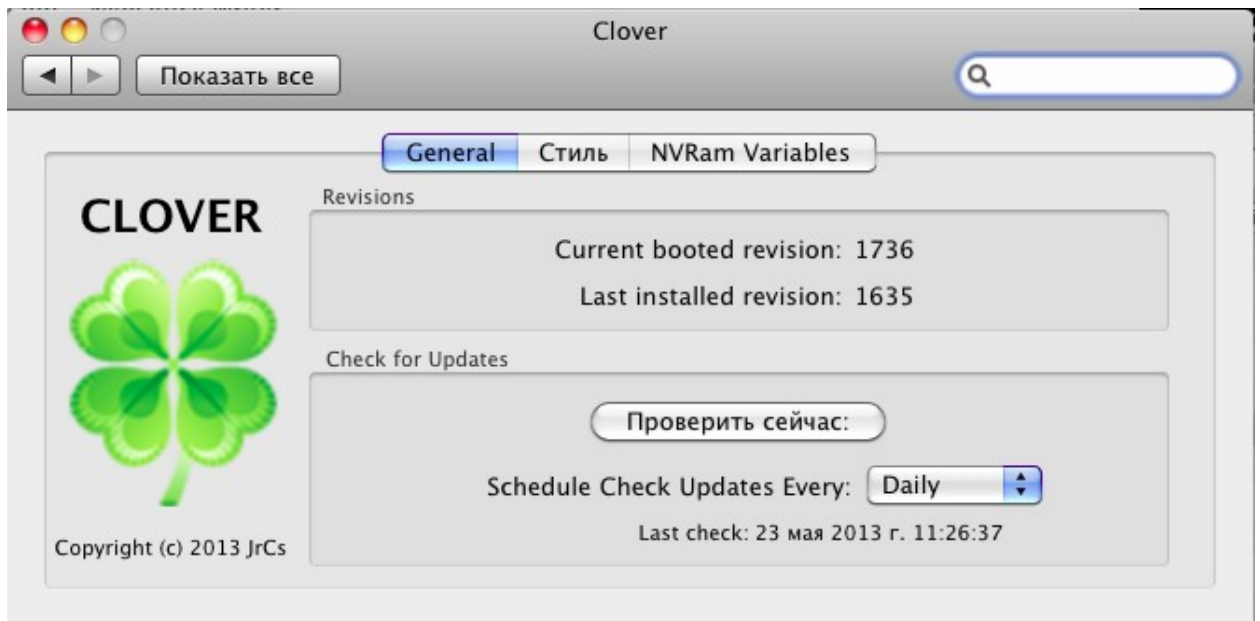 Clover
Показать все
General Стиль NVRam Variables
CLOVER
Revisions
Current booted revision: 1736
Last installed revision: 1635
Check for Updates
Проверить сейчас:
Schedule Check Updates Every: Daily
Last check: 23 мая 2013 г. 11:26:37
Copyright (c) 2013 JrCs